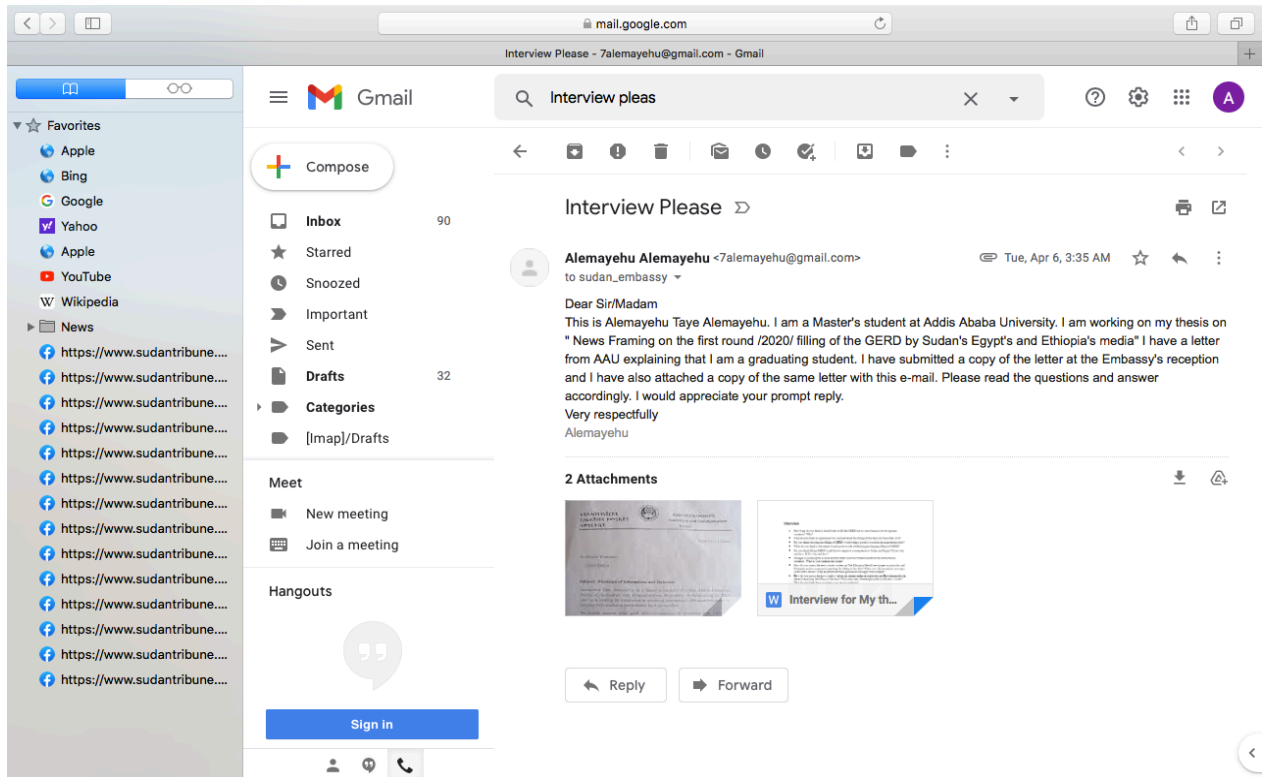 mail.google.com
Interview Please - 7alemayehu@gmail.com - Gmail
Favorites
Apple
Bing
Google
Yahoo
Apple
YouTube
Wikipedia
News
https://www.sudantribune....
https://www.sudantribune....
https://www.sudantribune....
https://www.sudantribune....
https://www.sudantribune....
https://www.sudantribune....
https://www.sudantribune....
https://www.sudantribune....
https://www.sudantribune....
https://www.sudantribune....
https://www.sudantribune....
https://www.sudantribune....
https://www.sudantribune....
https://www.sudantribune....
Gmail
Compose
Inbox 90
Starred
Snoozed
Important
Sent
Drafts 32
Categories
[Imap]/Drafts
Meet
New meeting
Join a meeting
Hangouts
Sign in
Interview pleas
A
Interview Please
Alemayehu Alemayehu <7alemayehu@gmail.com> Tue, Apr 6, 3:35 AM
to sudan_embassy
Dear Sir/Madam
This is Alemayehu Taye Alemayehu. I am a Master's student at Addis Ababa University. I am working on my thesis on
" News Framing on the first round /2020/ filling of the GERD by Sudan's Egypt's and Ethiopia's media" I have a letter
from AAU explaining that I am a graduating student. I have submitted a copy of the letter at the Embassy's reception
and I have also attached a copy of the same letter with this e-mail. Please read the questions and answer
accordingly. I would appreciate your prompt reply.
Very respectfully
Alemayehu
2 Attachments
W Interview for My th...
Reply
Forward